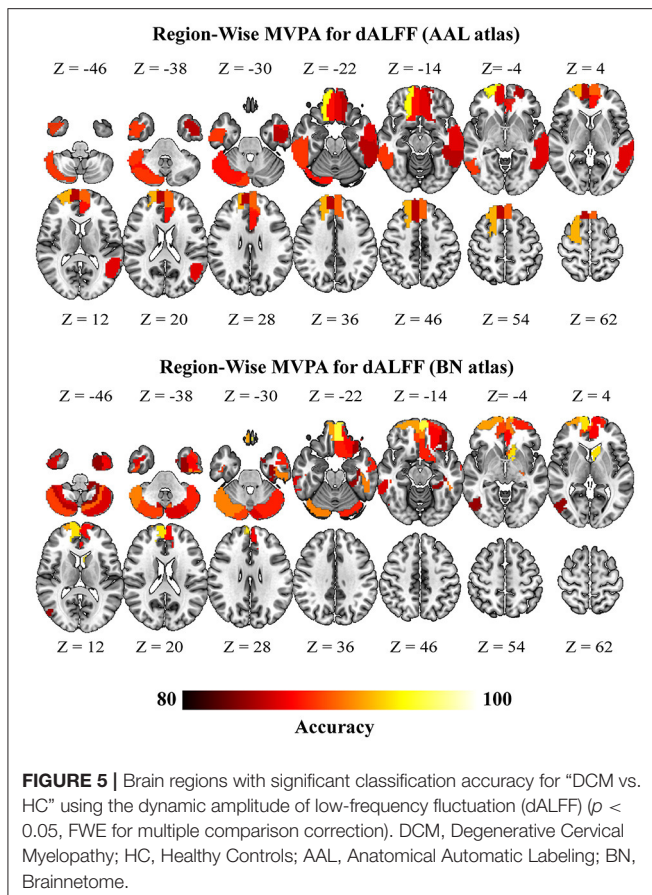 Region-Wise MVPA for dALFF (AAL atlas)
Z = -46 Z = -38 Z = -30 Z = -22 Z = -14 Z= -4 Z = 4
Z = 12 Z = 20 Z = 28 Z = 36 Z = 46 Z = 54 Z = 62
Region-Wise MVPA for dALFF (BN atlas)
Z = -46 Z = -38 Z = -30 Z = -22 Z = -14 Z= -4 Z = 4
Z = 12 Z = 20 Z = 28 Z = 36 Z = 46 Z = 54 Z = 62
80 100
Accuracy
FIGURE 5 | Brain regions with significant classification accuracy for “DCM vs.
HC” using the dynamic amplitude of low-frequency fluctuation (dALFF) (p <
0.05, FWE for multiple comparison correction). DCM, Degenerative Cervical
Myelopathy; HC, Healthy Controls; AAL, Anatomical Automatic Labeling; BN,
Brainnetome.